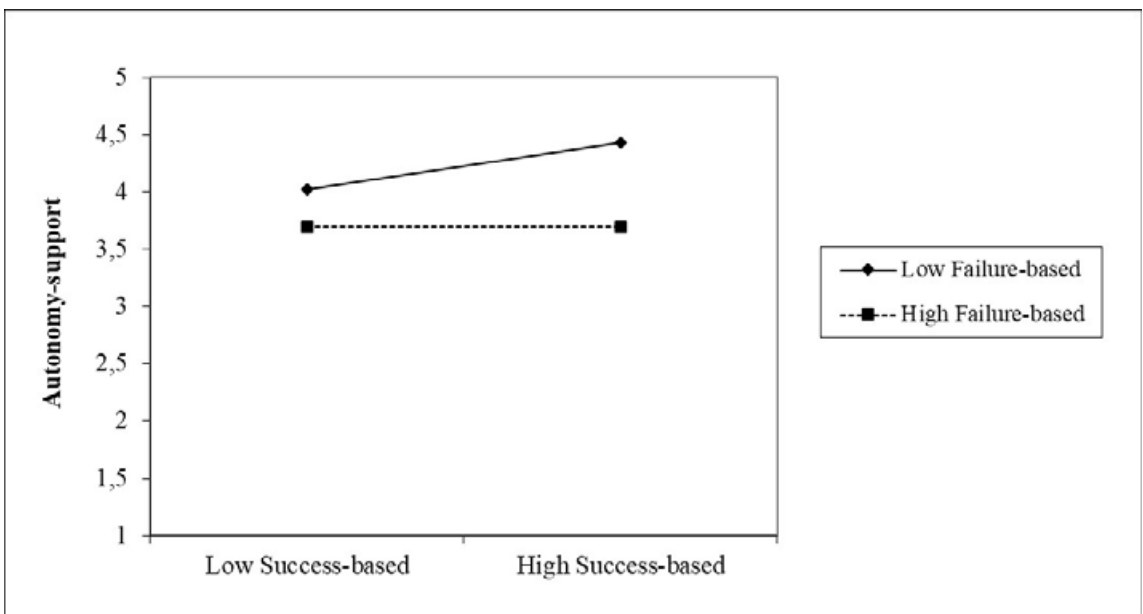 5
4,5
4
3,5
3
2,5
2
1,5
1
Autonomy-support
Low Success-based
High Success-based
Low Failure-based
High Failure-based